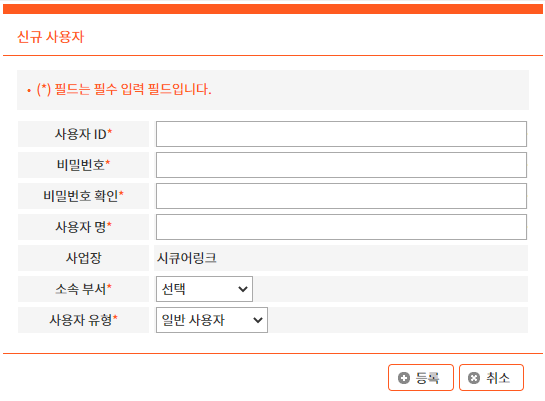 신규 사용자
• (*) 필드는 필수 입력 필드입니다.
사용자 ID*
비밀번호*
비밀번호 확인*
사용자 명*
사업장 시큐어링크
소속 부서* 선택
사용자 유형* 일반 사용자
등록 취소